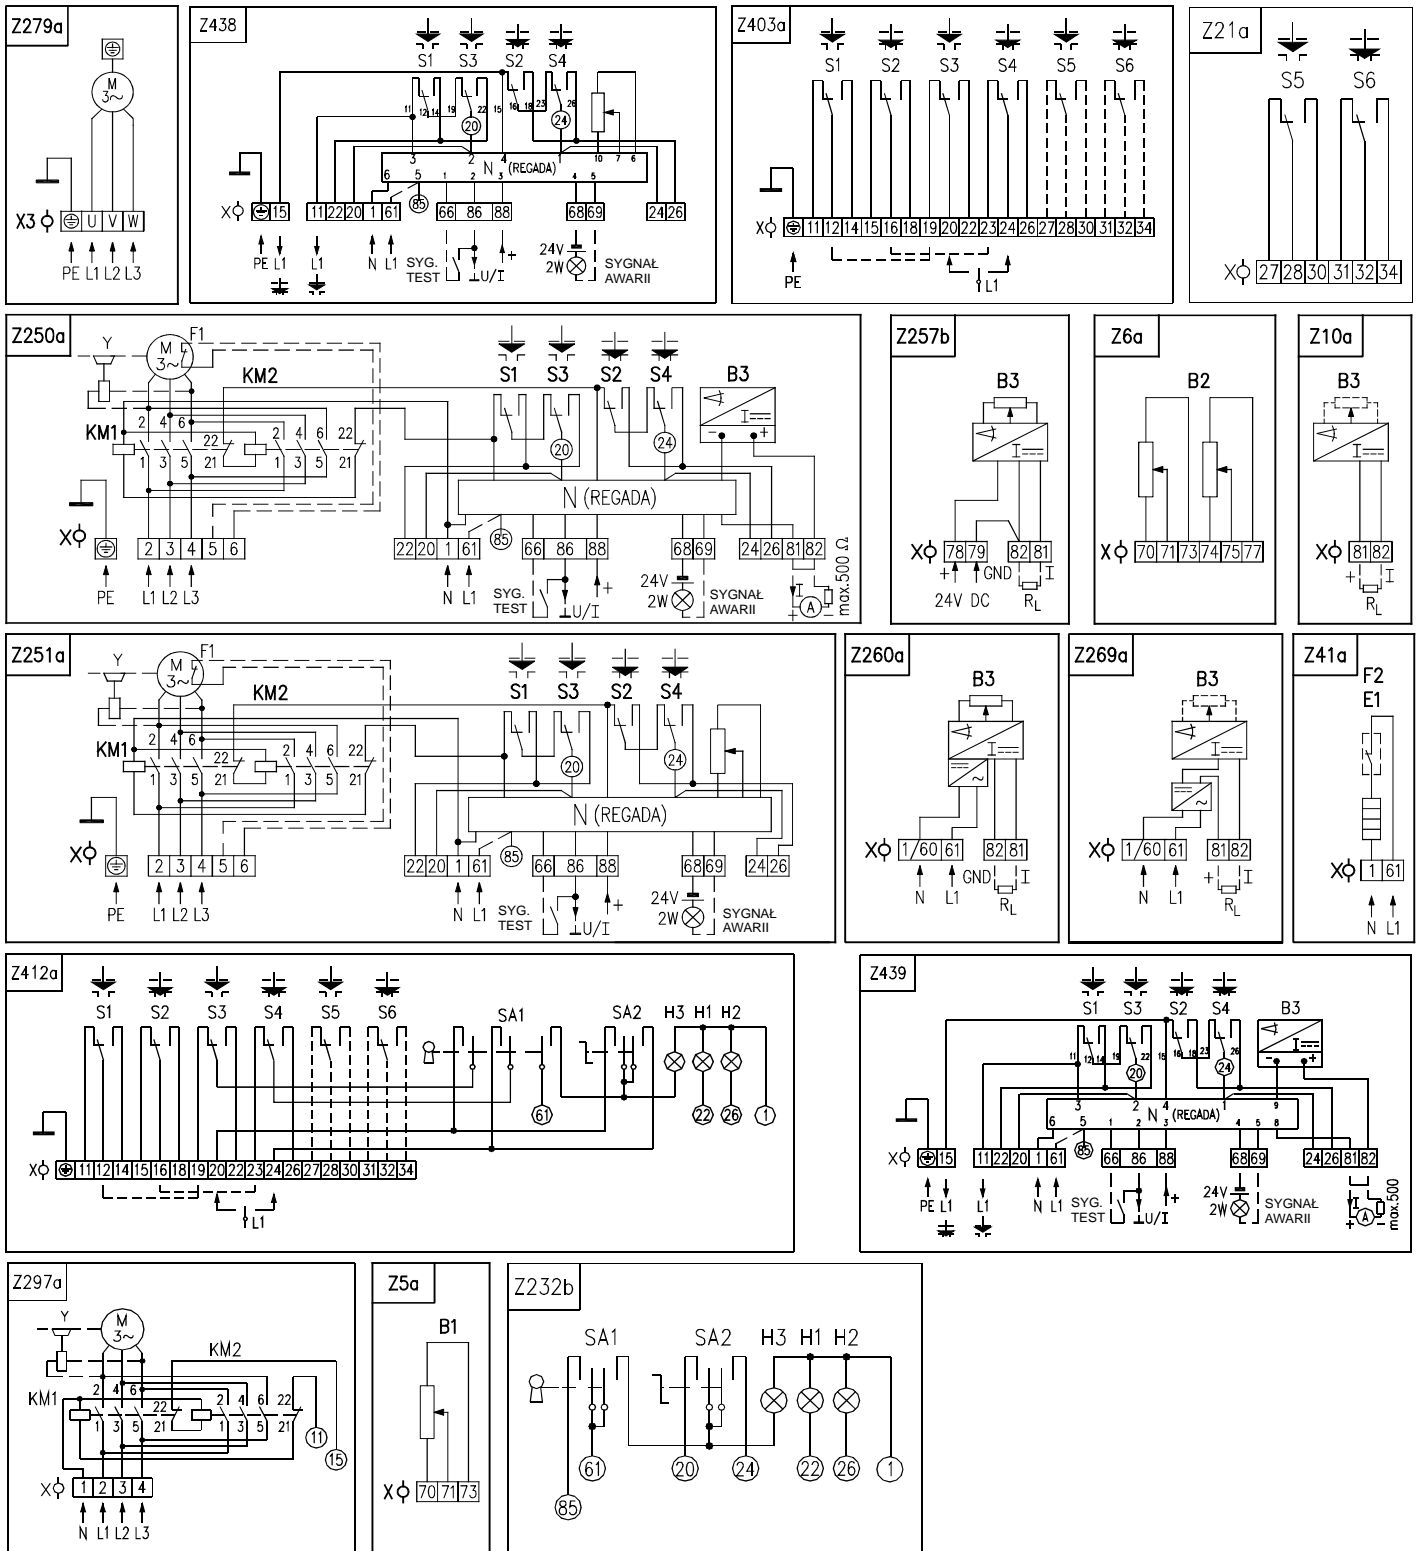 Z279a
M
3~
X3
U V W
PE L1 L2 L3
Z438
S1 S3 S2 S4
11 12 14 19 22 15 16 18 23 26
20 24
3 2 4 1 10 7 6
N (REGADA)
6 5 1 2 3 4 5
X 15 11 22 20 1 61 85 66 86 88 68 69 24 26
PE L1 L1 N L1
SYG. TEST
U/I +
24V
2W
SYGNAŁ AWARII
Z403a
S1 S2 S3 S4 S5 S6
X 11 12 14 15 16 18 19 20 22 23 24 26 27 28 30 31 32 34
PE
L1
Z21a
S5 S6
X 27 28 30 31 32 34
Z250a
Y
M
3~
F1
KM2
KM1
2 4 6 22 2 4 6 22
1 3 5 21 1 3 5 21
S1 S3 S2 S4 B3
I
- +
20 24
N (REGADA)
X 2 3 4 5 6 22 20 1 61 85 66 86 88 68 69 24 26 81 82
PE L1 L2 L3 N L1
SYG. TEST
U/I +
24V
2W
SYGNAŁ AWARII
I
+ A -
max.500 Ω
Z257b
B3
I
X 78 79 82 81
+ GND I
24V DC RL
Z6a
B2
X 70 71 73 74 75 77
Z10a
B3
I
X 81 82
+ I
RL
Z251a
Y
M
3~
F1
KM2
KM1
2 4 6 22 2 4 6 22
1 3 5 21 1 3 5 21
S1 S3 S2 S4
20 24
N (REGADA)
X 2 3 4 5 6 22 20 1 61 85 66 86 88 68 69 24 26
PE L1 L2 L3 N L1
SYG. TEST
U/I +
24V
2W
SYGNAŁ AWARII
Z260a
B3
I
~
X 1/60 61 82 81
N L1 GND I
RL
Z269a
B3
I
~
X 1/60 61 81 82
N L1 + I
RL
Z41a
F2
E1
X 1 61
N L1
Z412a
S1 S2 S3 S4 S5 S6
SA1 SA2 H3 H1 H2
61 22 26 1
X 11 12 14 15 16 18 19 20 22 23 24 26 27 28 30 31 32 34
L1
Z439
S1 S3 S2 S4 B3
I
- +
11 12 14 19 22 15 16 18 23 26
20 24
3 2 4 1 9
N (REGADA)
6 5 1 2 3 4 5 8
X 15 11 22 20 1 61 85 66 86 88 68 69 24 26 81 82
PE L1 L1 N L1
SYG. TEST
U/I +
24V
2W
SYGNAŁ AWARII
I
+ A -
max.500
Z297a
Y
M
3~
KM2
KM1
2 4 6 22 2 4 6 22
1 3 5 21 1 3 5 21
11
15
X 1 2 3 4
N L1 L2 L3
Z5a
B1
X 70 71 73
Z232b
SA1 SA2 H3 H1 H2
61 20 24 22 26 1
85